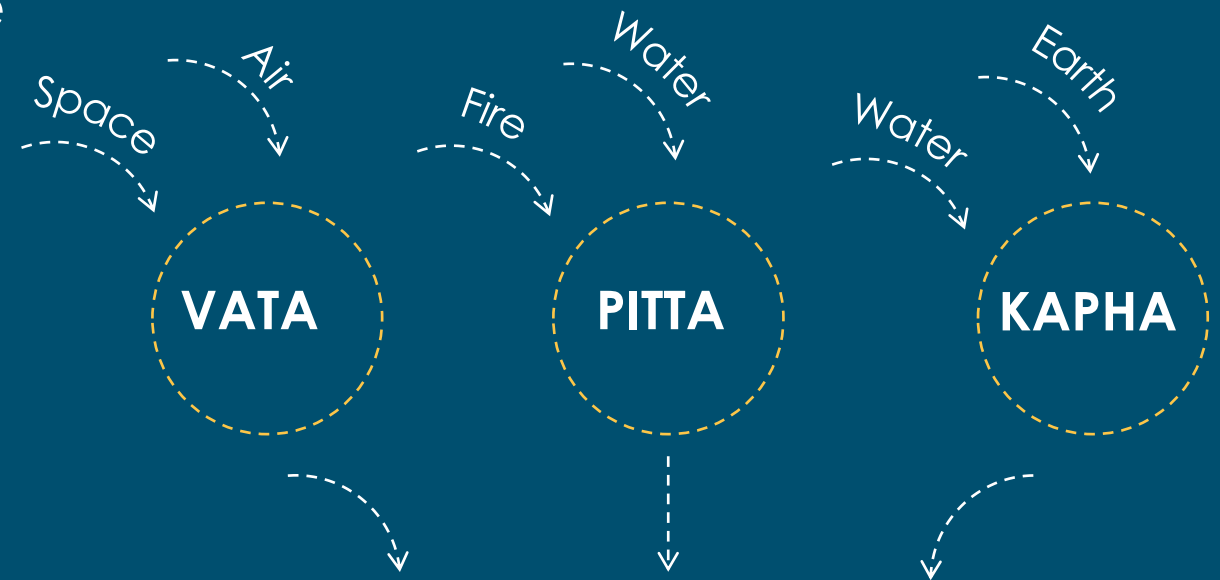 Space
Air
Fire
Water
Water
Earth
VATA
PITTA
KAPHA